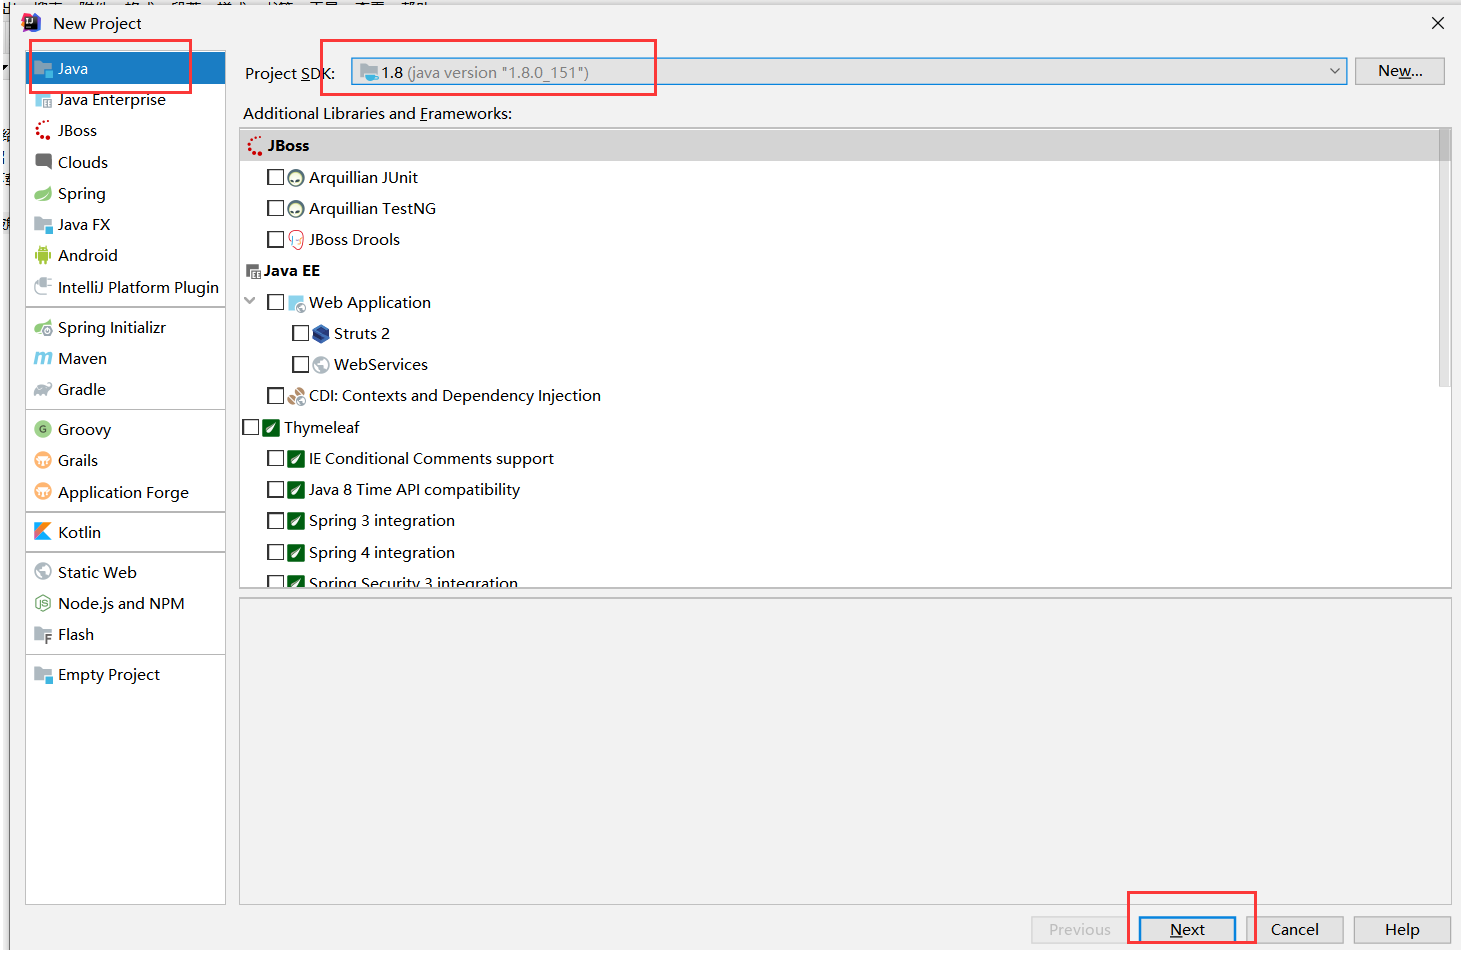 New Project
Java
Java Enterprise
JBoss
Clouds
Spring
Java FX
Android
IntelliJ Platform Plugin
Spring Initializr
Maven
Gradle
Groovy
Grails
Application Forge
Kotlin
Static Web
Node.js and NPM
Flash
Empty Project
Project SDK: 1.8 (java version "1.8.0_151") New...
Additional Libraries and Frameworks:
JBoss
Arquillian JUnit
Arquillian TestNG
JBoss Drools
Java EE
Web Application
Struts 2
WebServices
CDI: Contexts and Dependency Injection
Thymeleaf
IE Conditional Comments support
Java 8 Time API compatibility
Spring 3 integration
Spring 4 integration
Spring Security 3 integration
Previous Next Cancel Help